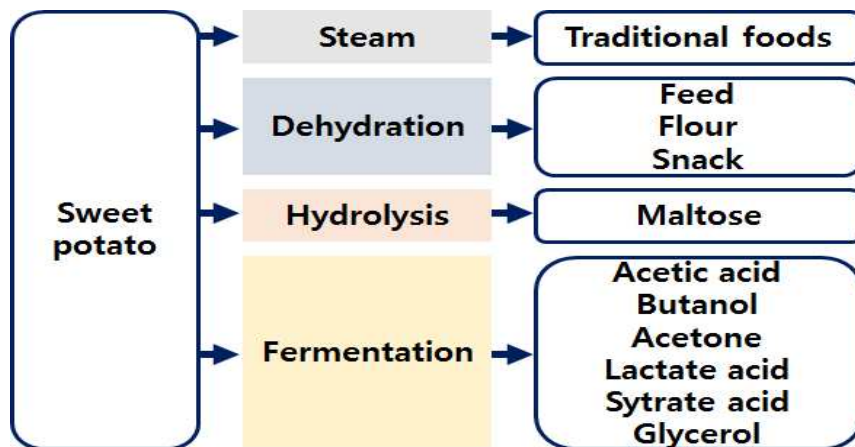 Sweet
potato
Steam
Traditional foods
Dehydration
Feed
Flour
Snack
Hydrolysis
Maltose
Fermentation
Acetic acid
Butanol
Acetone
Lactate acid
Sytrate acid
Glycerol